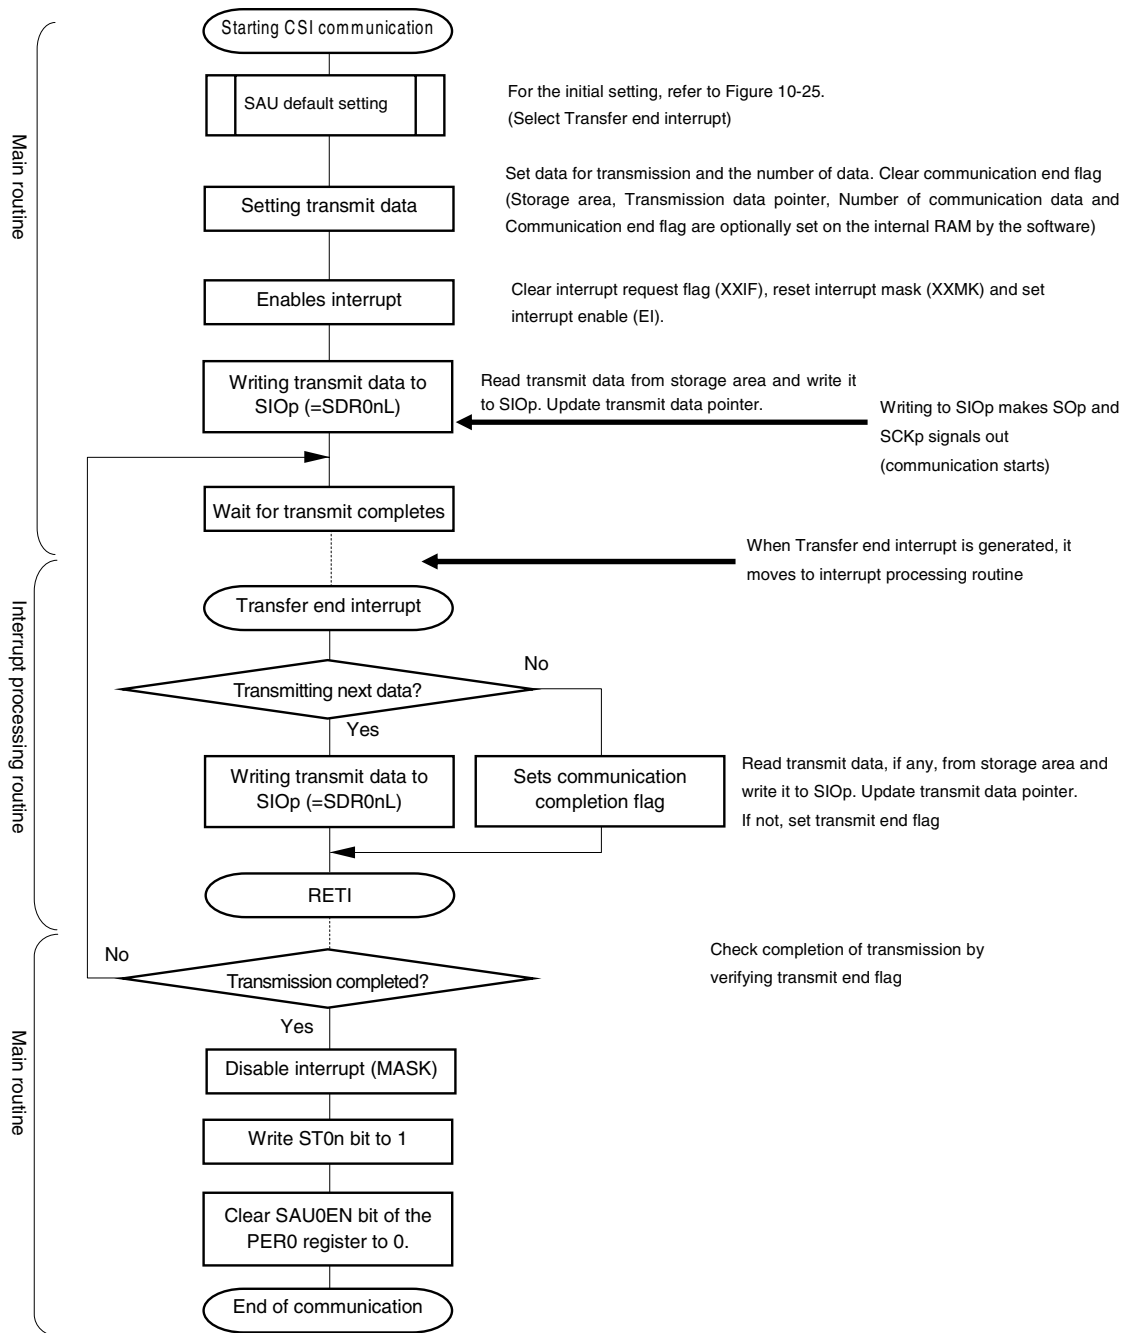 Starting CSI communication
SAU default setting
For the initial setting, refer to Figure 10-25.
(Select Transfer end interrupt)
Main routine
Setting transmit data
Set data for transmission and the number of data. Clear communication end flag
(Storage area, Transmission data pointer, Number of communication data and
Communication end flag are optionally set on the internal RAM by the software)
Enables interrupt
Clear interrupt request flag (XXIF), reset interrupt mask (XXMK) and set
interrupt enable (EI).
Writing transmit data to
SIOp (=SDR0nL)
Read transmit data from storage area and write it
to SIOp. Update transmit data pointer.
Writing to SIOp makes SOp and
SCKp signals out
(communication starts)
Wait for transmit completes
When Transfer end interrupt is generated, it
moves to interrupt processing routine
Interrupt processing routine
Transfer end interrupt
Transmitting next data?
No
Yes
Writing transmit data to
SIOp (=SDR0nL)
Sets communication
completion flag
Read transmit data, if any, from storage area and
write it to SIOp. Update transmit data pointer.
If not, set transmit end flag
RETI
Main routine
No
Transmission completed?
Check completion of transmission by
verifying transmit end flag
Yes
Disable interrupt (MASK)
Write ST0n bit to 1
Clear SAU0EN bit of the
PER0 register to 0.
End of communication